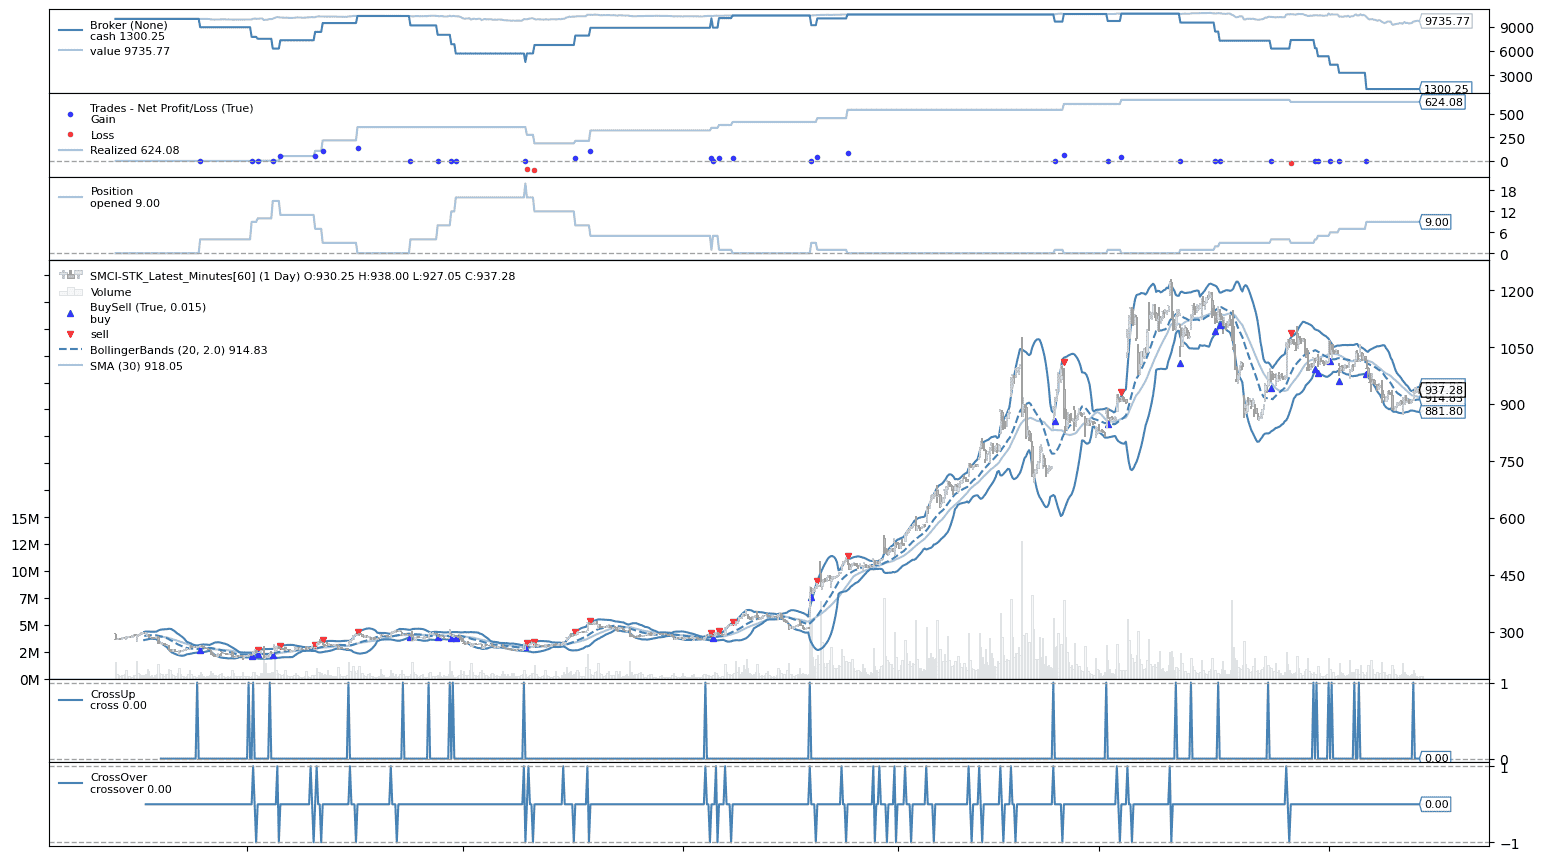 Broker (None)
cash 1300.25
value 9735.77
9735.77
9000
6000
3000
1300.25
Trades - Net Profit/Loss (True)
Gain
Loss
Realized 624.08
624.08
500
250
0
Position
opened 9.00
18
12
9.00
6
0
SMCI-STK_Latest_Minutes[60] (1 Day) O:930.25 H:938.00 L:927.05 C:937.28
Volume
BuySell (True, 0.015)
buy
sell
BollingerBands (20, 2.0) 914.83
SMA (30) 918.05
1200
1050
937.28
914.83
900
881.80
750
600
450
300
15M
12M
10M
7M
5M
2M
0M
CrossUp
cross 0.00
1
0.00
0
CrossOver
crossover 0.00
1
0.00
−1